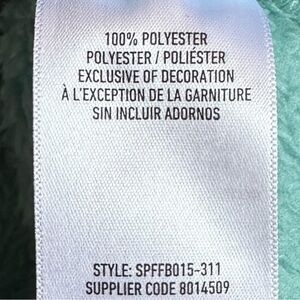 100% POLYESTER
POLYESTER / POLIÉSTER
EXCLUSIVE OF DECORATION
À L'EXCEPTION DE LA GARNITURE
SIN INCLUIR ADORNOS
STYLE: SPFFB015-311
SUPPLIER CODE 8014509